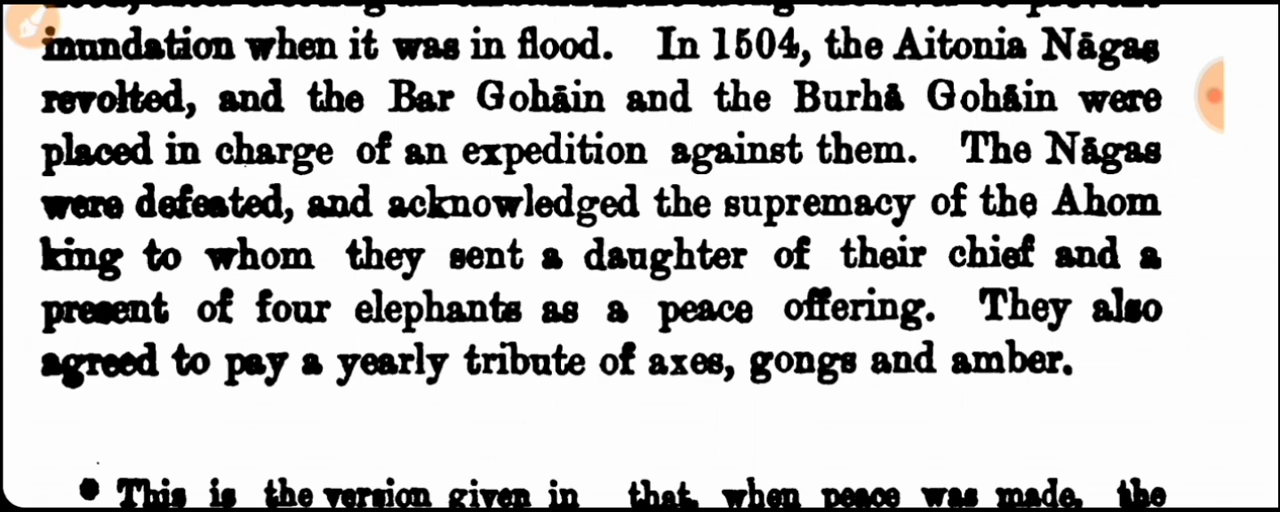 inundation when it was in flood. In 1504, the Aitonia Nāgas
revolted, and the Bar Gohāin and the Burhā Gohāin were
placed in charge of an expedition against them. The Nāgas
were defeated, and acknowledged the supremacy of the Ahom
king to whom they sent a daughter of their chief and a
present of four elephants as a peace offering. They also
agreed to pay a yearly tribute of axes, gongs and amber.
* This is the version given in that, when peace was made, the